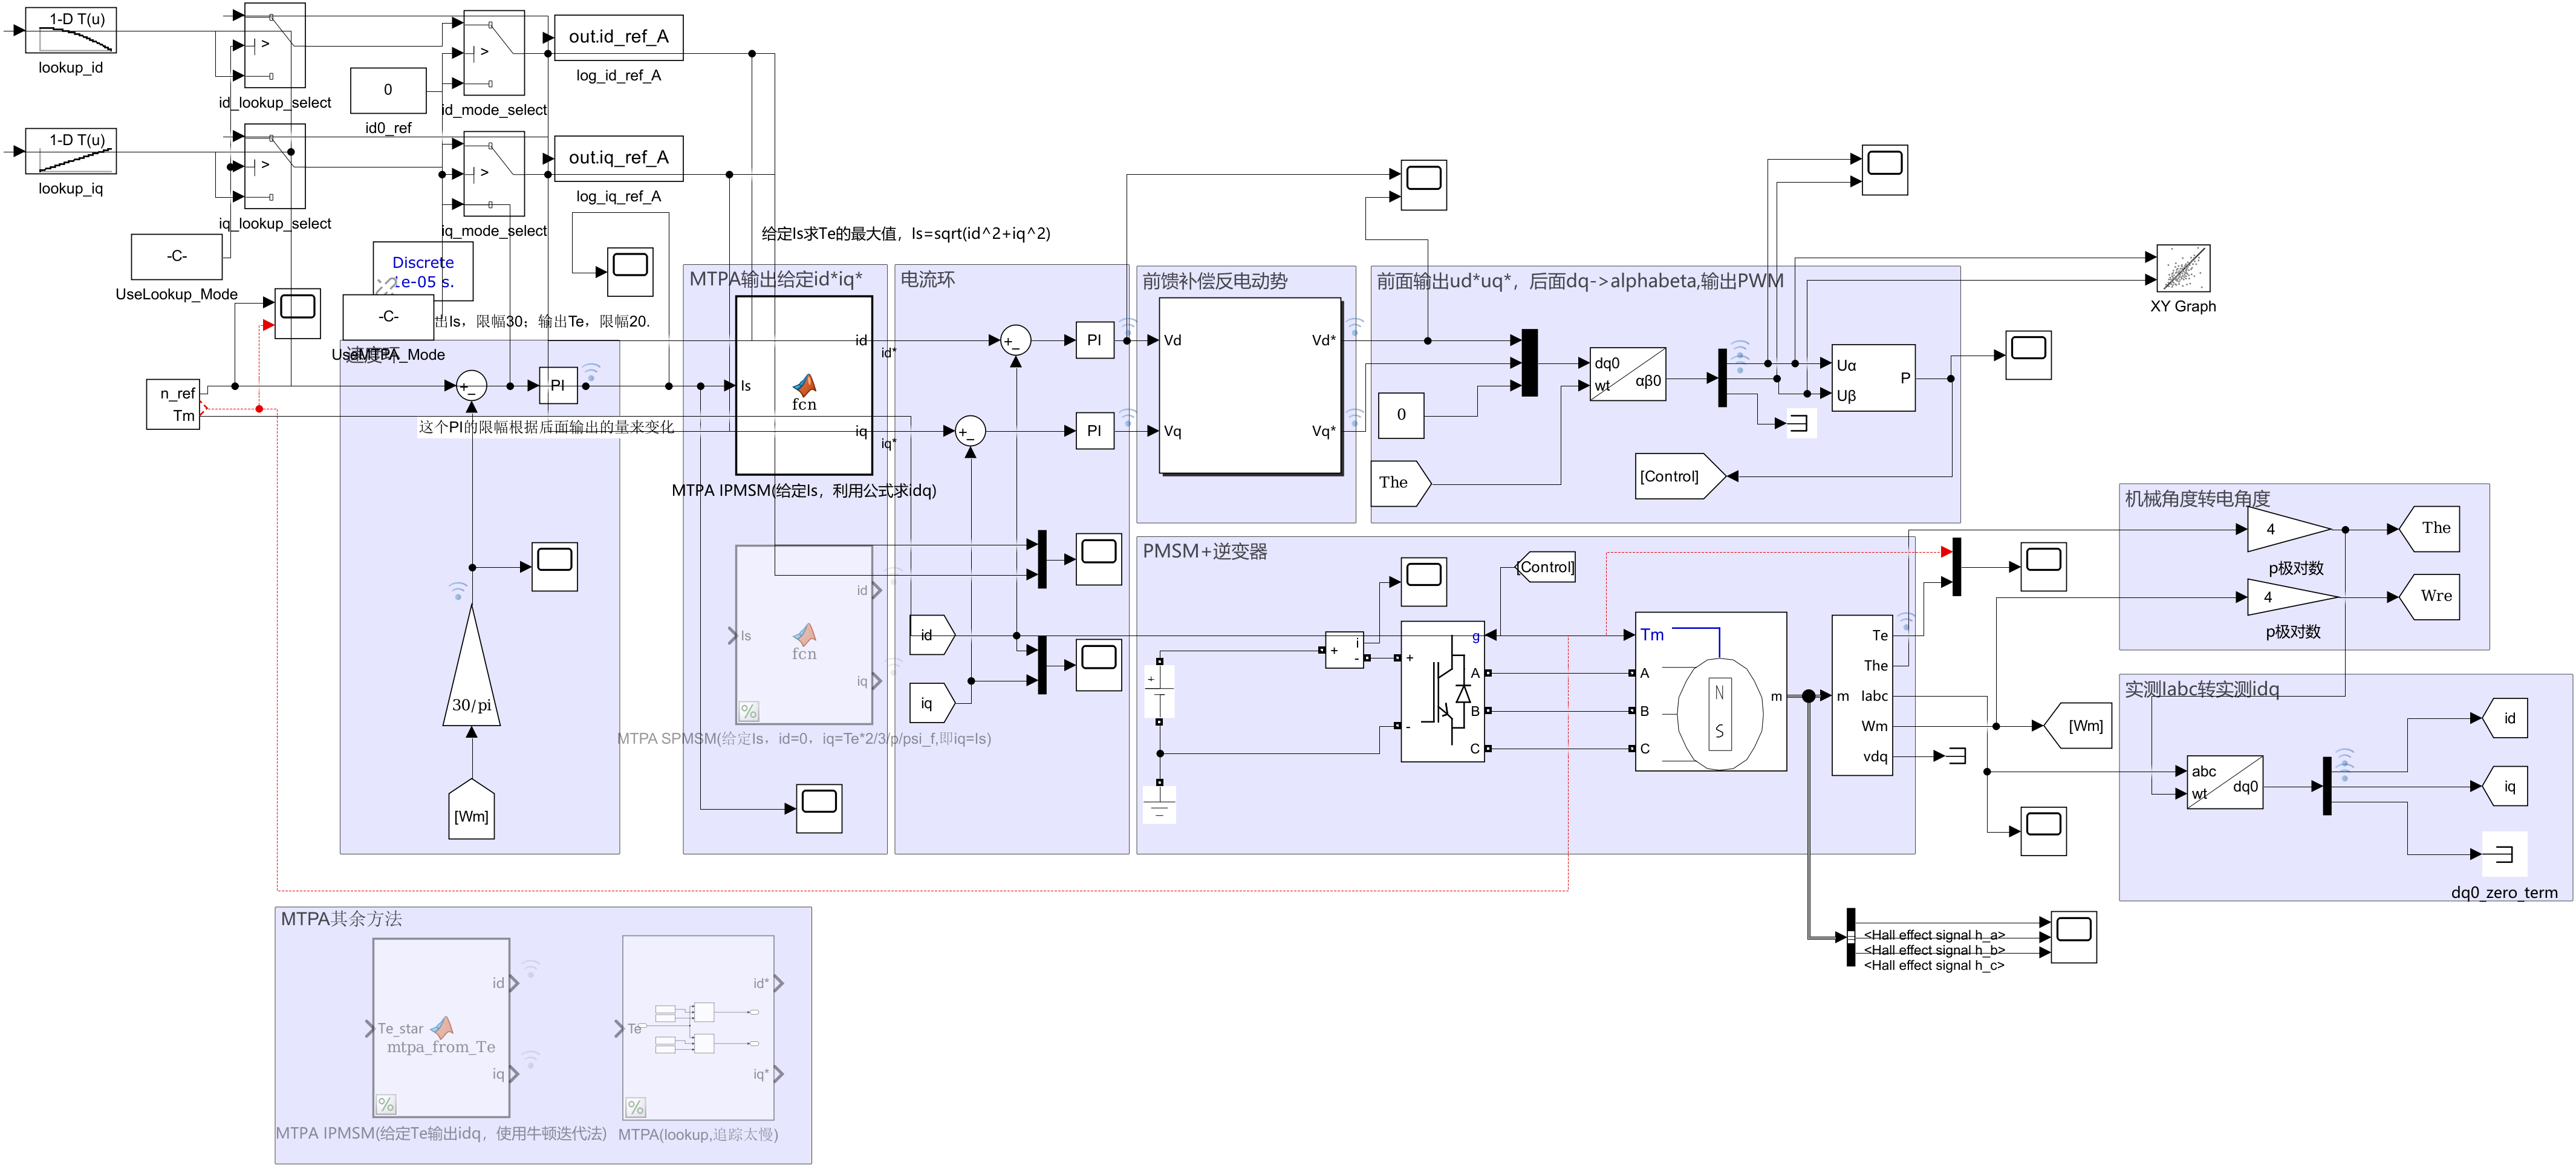 1-D T(u)
lookup_id
>
id_lookup_select
0
id0_ref
>
id_mode_select
out.id_ref_A
log_id_ref_A
1-D T(u)
lookup_iq
>
iq_lookup_select
>
iq_mode_select
out.iq_ref_A
log_iq_ref_A
-C-
UseLookup_Mode
Discrete
1e-05 s.
-C-
UseMTPA_Mode
出Is，限幅30；输出Te，限幅20.
给定Is求Te的最大值，Is=sqrt(id^2+iq^2)
速度环
n_ref
Tm
PI
这个PI的限幅根据后面输出的量来变化
30/pi
[Wm]
MTPA输出给定id*iq*
Is
fcn
id
iq
id*
iq*
MTPA IPMSM(给定Is，利用公式求idq)
Is
fcn
id
iq
MTPA SPMSM(给定Is，id=0，iq=Te*2/3/p/psi_f,即iq=Is)
电流环
PI
PI
id
iq
前馈补偿反电动势
Vd
Vq
Vd*
Vq*
前面输出ud*uq*，后面dq->alphabeta,输出PWM
0
The
dq0
wt
αβ0
Uα
Uβ
P
[Control]
XY Graph
PMSM+逆变器
[Control]
+
i
-
+
+
-
g
A
B
C
Tm
A
B
C
N
S
m
m
Te
The
Iabc
Wm
vdq
[Wm]
机械角度转电角度
4
p极对数
The
4
p极对数
Wre
实测Iabc转实测idq
abc
wt
dq0
id
iq
dq0_zero_term
<Hall effect signal h_a>
<Hall effect signal h_b>
<Hall effect signal h_c>
MTPA其余方法
Te_star
mtpa_from_Te
id
iq
MTPA IPMSM(给定Te输出idq，使用牛顿迭代法)
Te
id*
iq*
MTPA(lookup,追踪太慢)